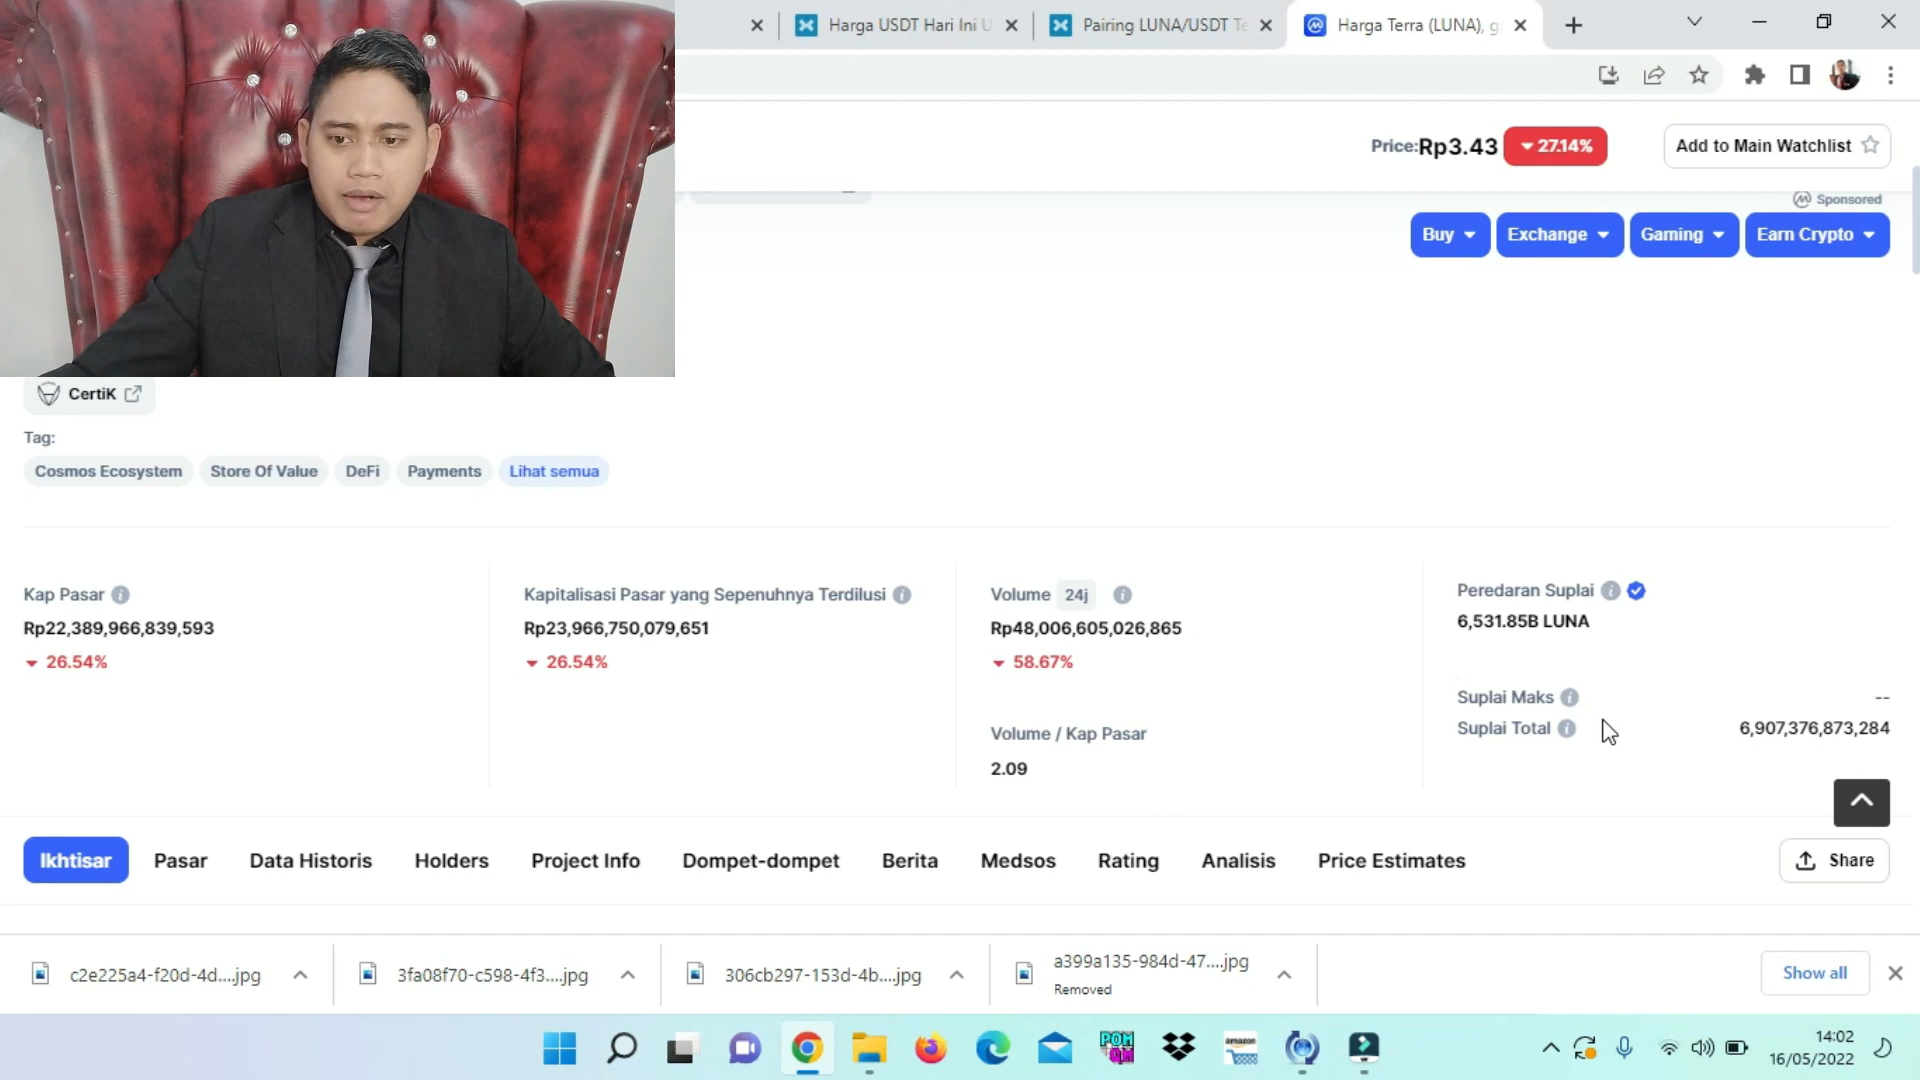 Harga USDT Hari Ini U
Pairing LUNA/USDT Te
Harga Terra (LUNA), g
Price:Rp3.43
27.14%
Add to Main Watchlist
Sponsored
Buy
Exchange
Gaming
Earn Crypto
CertiK
Tag:
Cosmos Ecosystem
Store Of Value
DeFi
Payments
Lihat semua
Kap Pasar
Rp22,389,966,839,593
26.54%
Kapitalisasi Pasar yang Sepenuhnya Terdilusi
Rp23,966,750,079,651
26.54%
Volume 24j
Rp48,006,605,026,865
58.67%
Volume / Kap Pasar
2.09
Peredaran Suplai
6,531.85B LUNA
Suplai Maks --
Suplai Total 6,907,376,873,284
Ikhtisar
Pasar
Data Historis
Holders
Project Info
Dompet-dompet
Berita
Medsos
Rating
Analisis
Price Estimates
Share
c2e225a4-f20d-4d....jpg
3fa08f70-c598-4f3....jpg
306cb297-153d-4b....jpg
a399a135-984d-47....jpg
Removed
Show all
POM
QM
amazon
14:02
16/05/2022